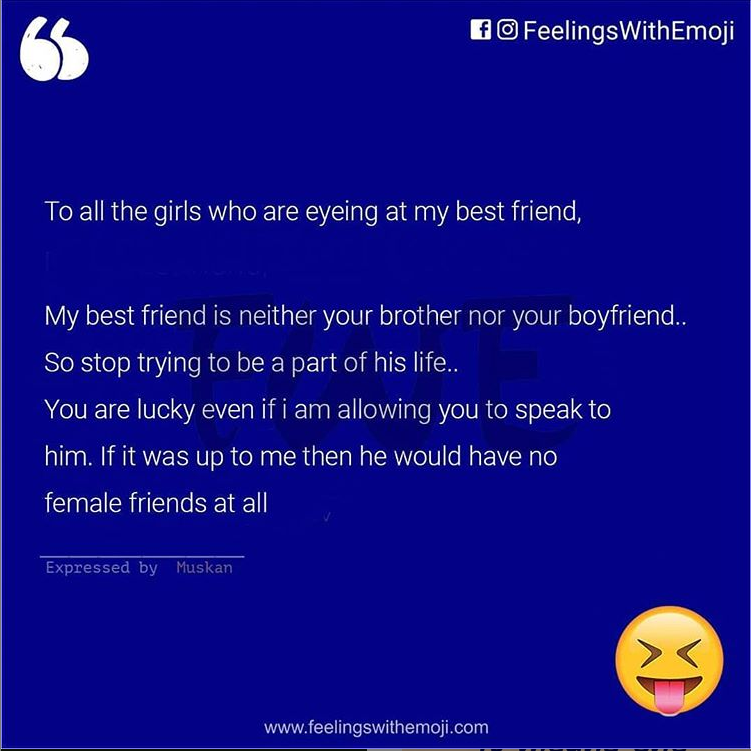 FeelingsWithEmoji
To all the girls who are eyeing at my best friend,
My best friend is neither your brother nor your boyfriend..
So stop trying to be a part of his life..
You are lucky even if i am allowing you to speak to
him. If it was up to me then he would have no
female friends at all
Expressed by Muskan
FWE
www.feelingswithemoji.com